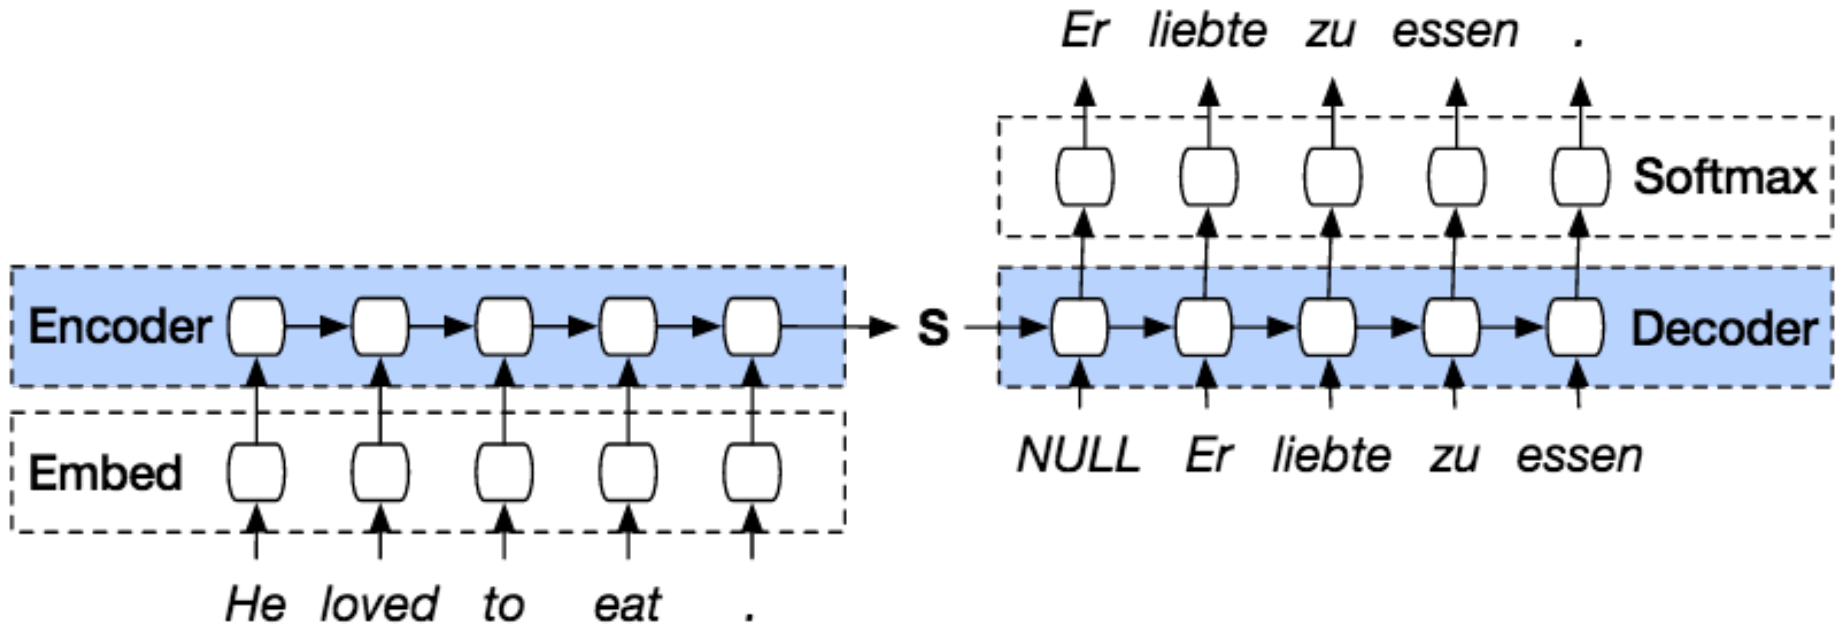 Er liebte zu essen .
Softmax
Encoder
S
Decoder
Embed
NULL Er liebte zu essen
He loved to eat .